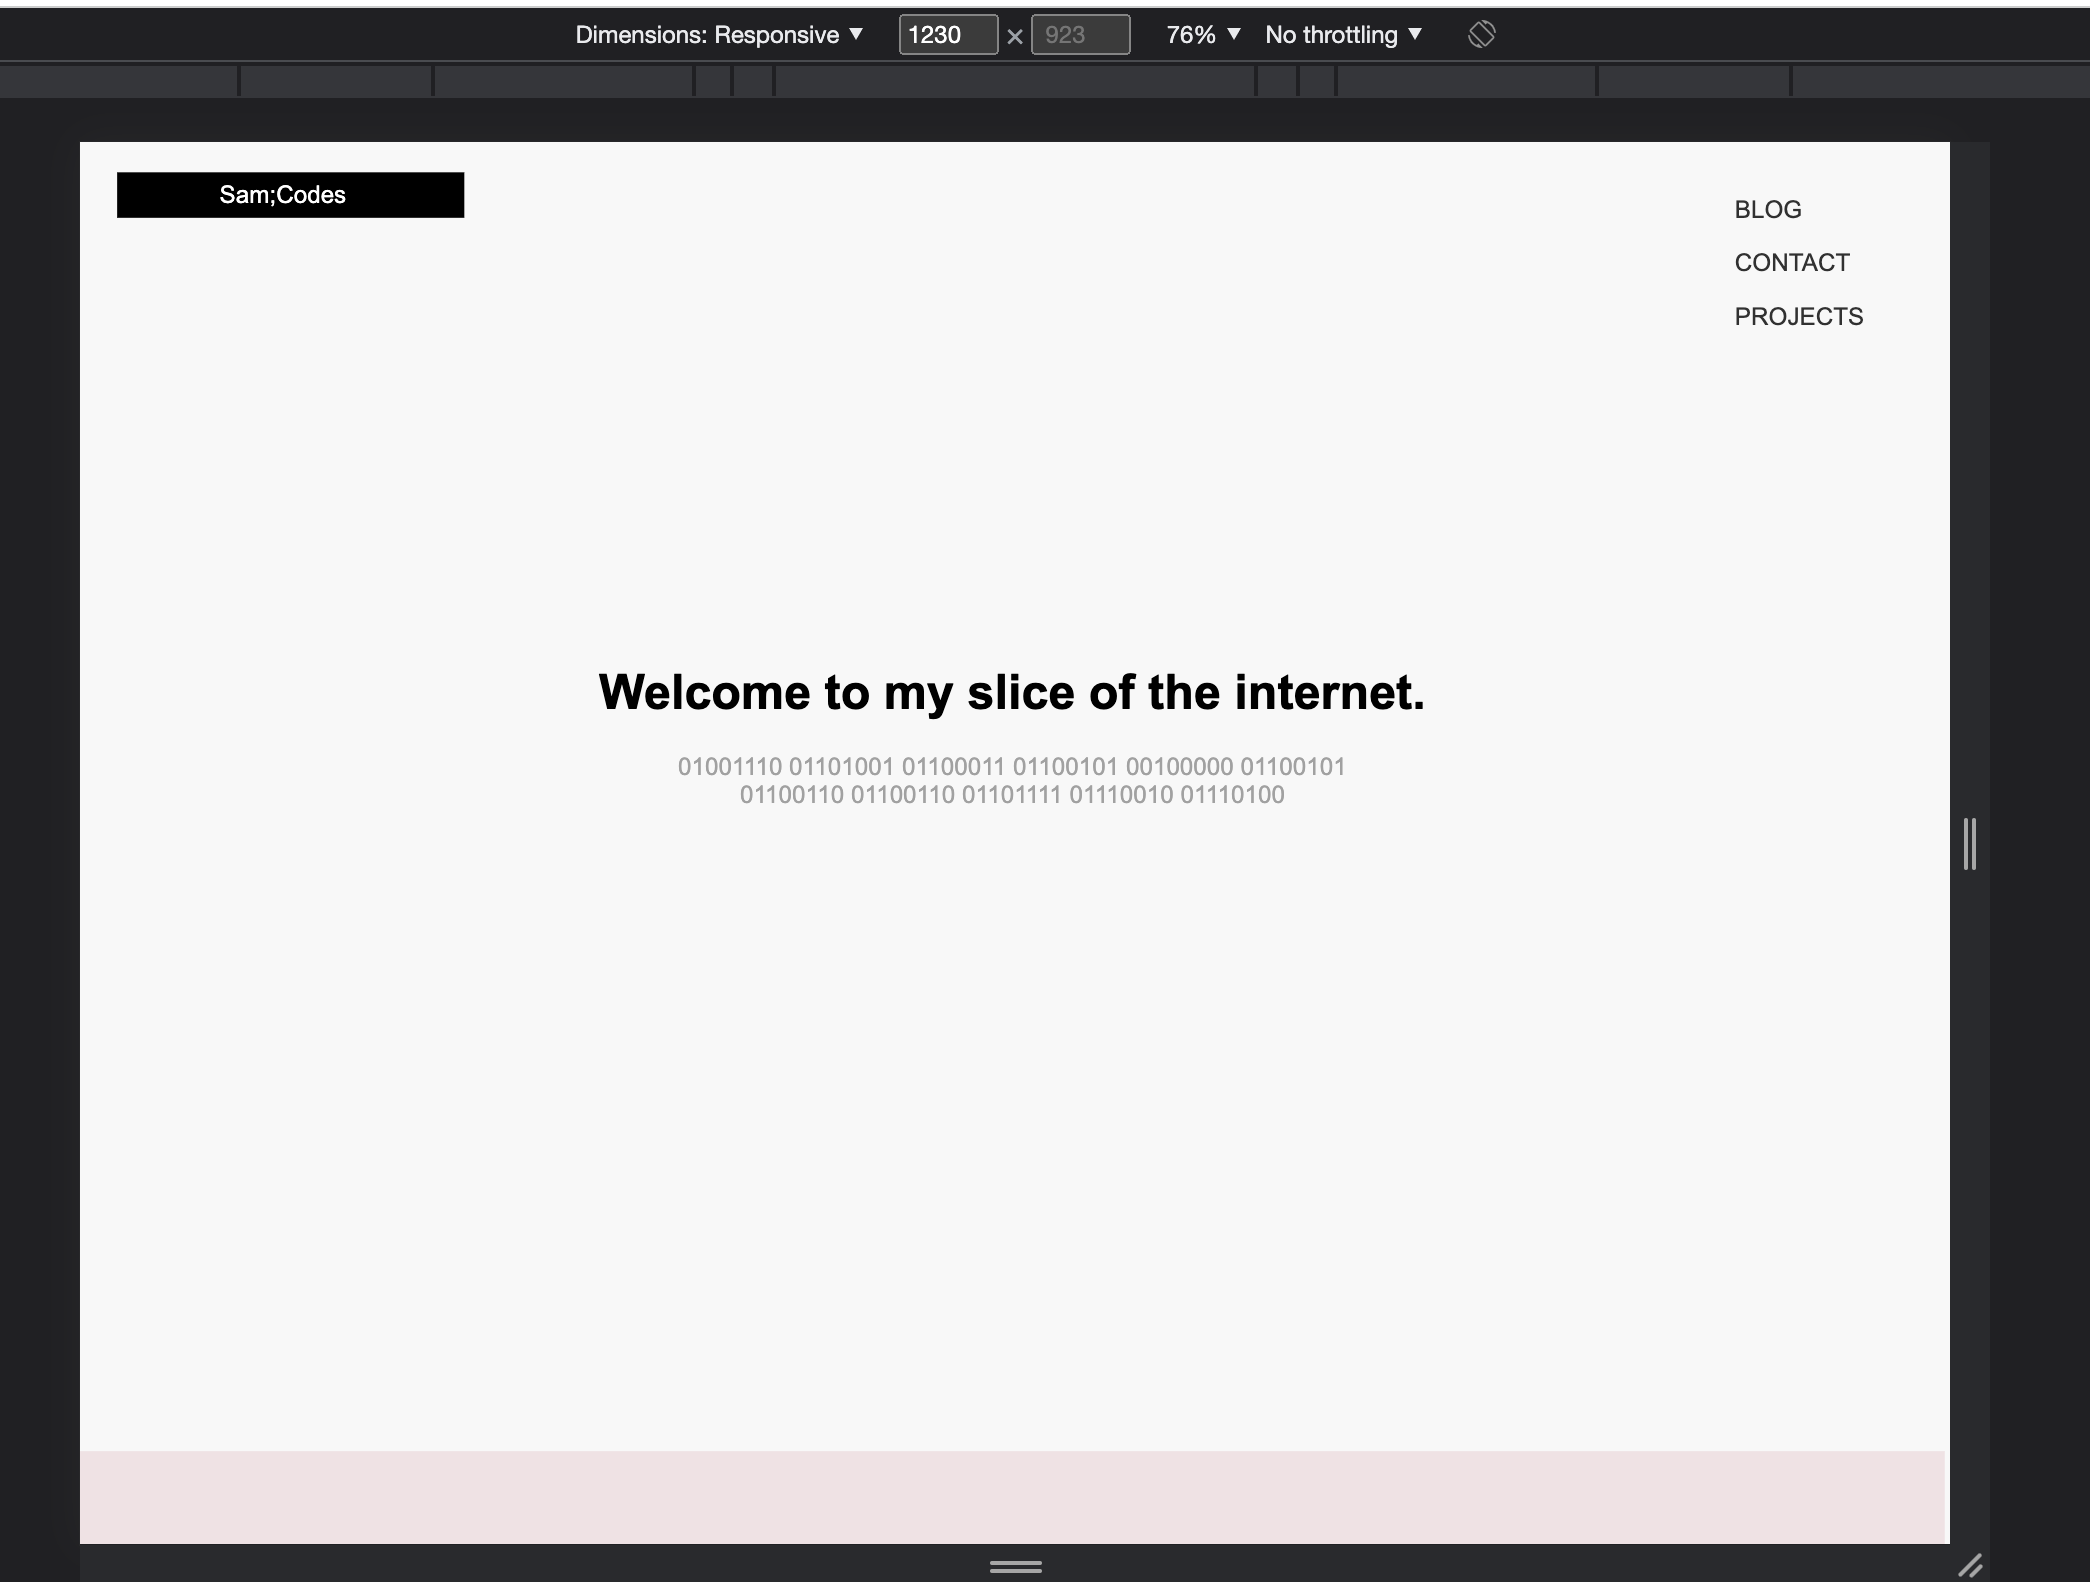 Dimensions: Responsive ▼ 1230 × 923 76% ▼ No throttling ▼
Sam;Codes
BLOG
CONTACT
PROJECTS
Welcome to my slice of the internet.
01001110 01101001 01100011 01100101 00100000 01100101
01100110 01100110 01101111 01110010 01110100